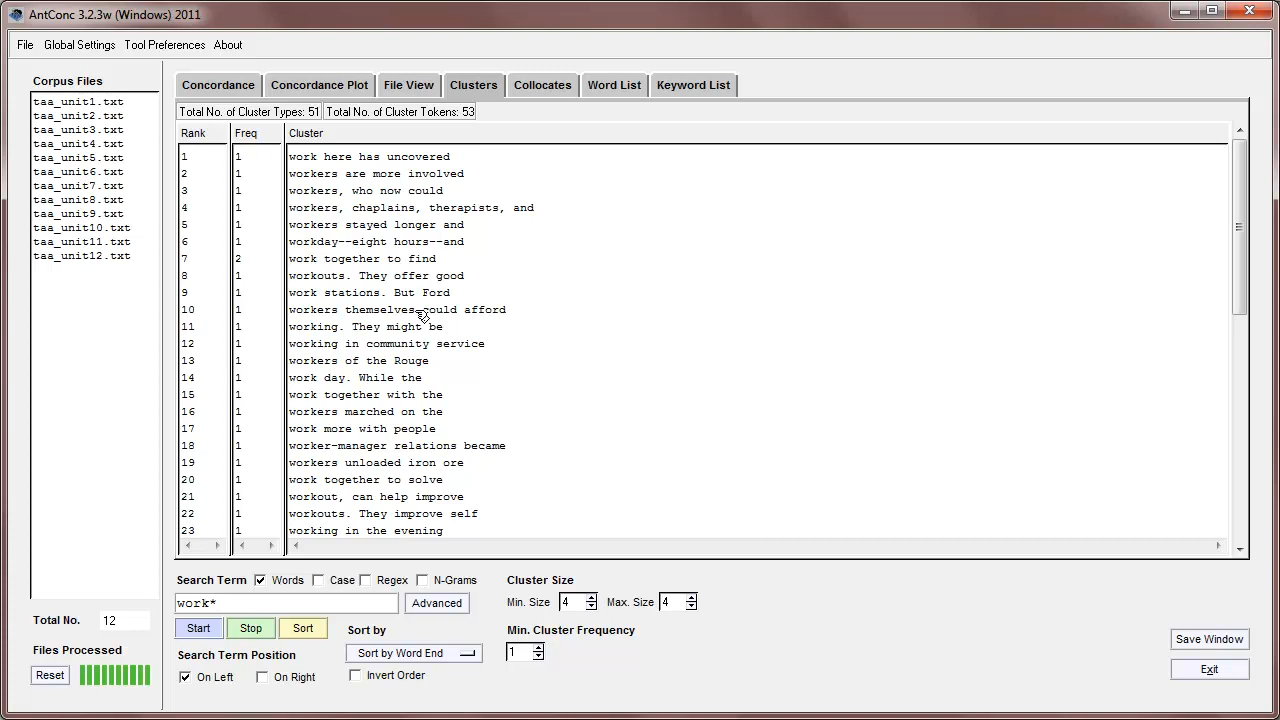 AntConc 3.2.3w (Windows) 2011
File Global Settings Tool Preferences About
Corpus Files
taa_unit1.txt
taa_unit2.txt
taa_unit3.txt
taa_unit4.txt
taa_unit5.txt
taa_unit6.txt
taa_unit7.txt
taa_unit8.txt
taa_unit9.txt
taa_unit10.txt
taa_unit11.txt
taa_unit12.txt
Total No. 12
Files Processed
Reset
Concordance Concordance Plot File View Clusters Collocates Word List Keyword List
Total No. of Cluster Types: 51 Total No. of Cluster Tokens: 53
Rank Freq Cluster
1 1 work here has uncovered
2 1 workers are more involved
3 1 workers, who now could
4 1 workers, chaplains, therapists, and
5 1 workers stayed longer and
6 1 workday--eight hours--and
7 2 work together to find
8 1 workouts. They offer good
9 1 work stations. But Ford
10 1 workers themselves could afford
11 1 working. They might be
12 1 working in community service
13 1 workers of the Rouge
14 1 work day. While the
15 1 work together with the
16 1 workers marched on the
17 1 work more with people
18 1 worker-manager relations became
19 1 workers unloaded iron ore
20 1 work together to solve
21 1 workout, can help improve
22 1 workouts. They improve self
23 1 working in the evening
Search Term Words Case Regex N-Grams
work* Advanced
Start Stop Sort
Search Term Position
On Left On Right
Sort by
Sort by Word End
Invert Order
Cluster Size
Min. Size 4 Max. Size 4
Min. Cluster Frequency
1
Save Window
Exit